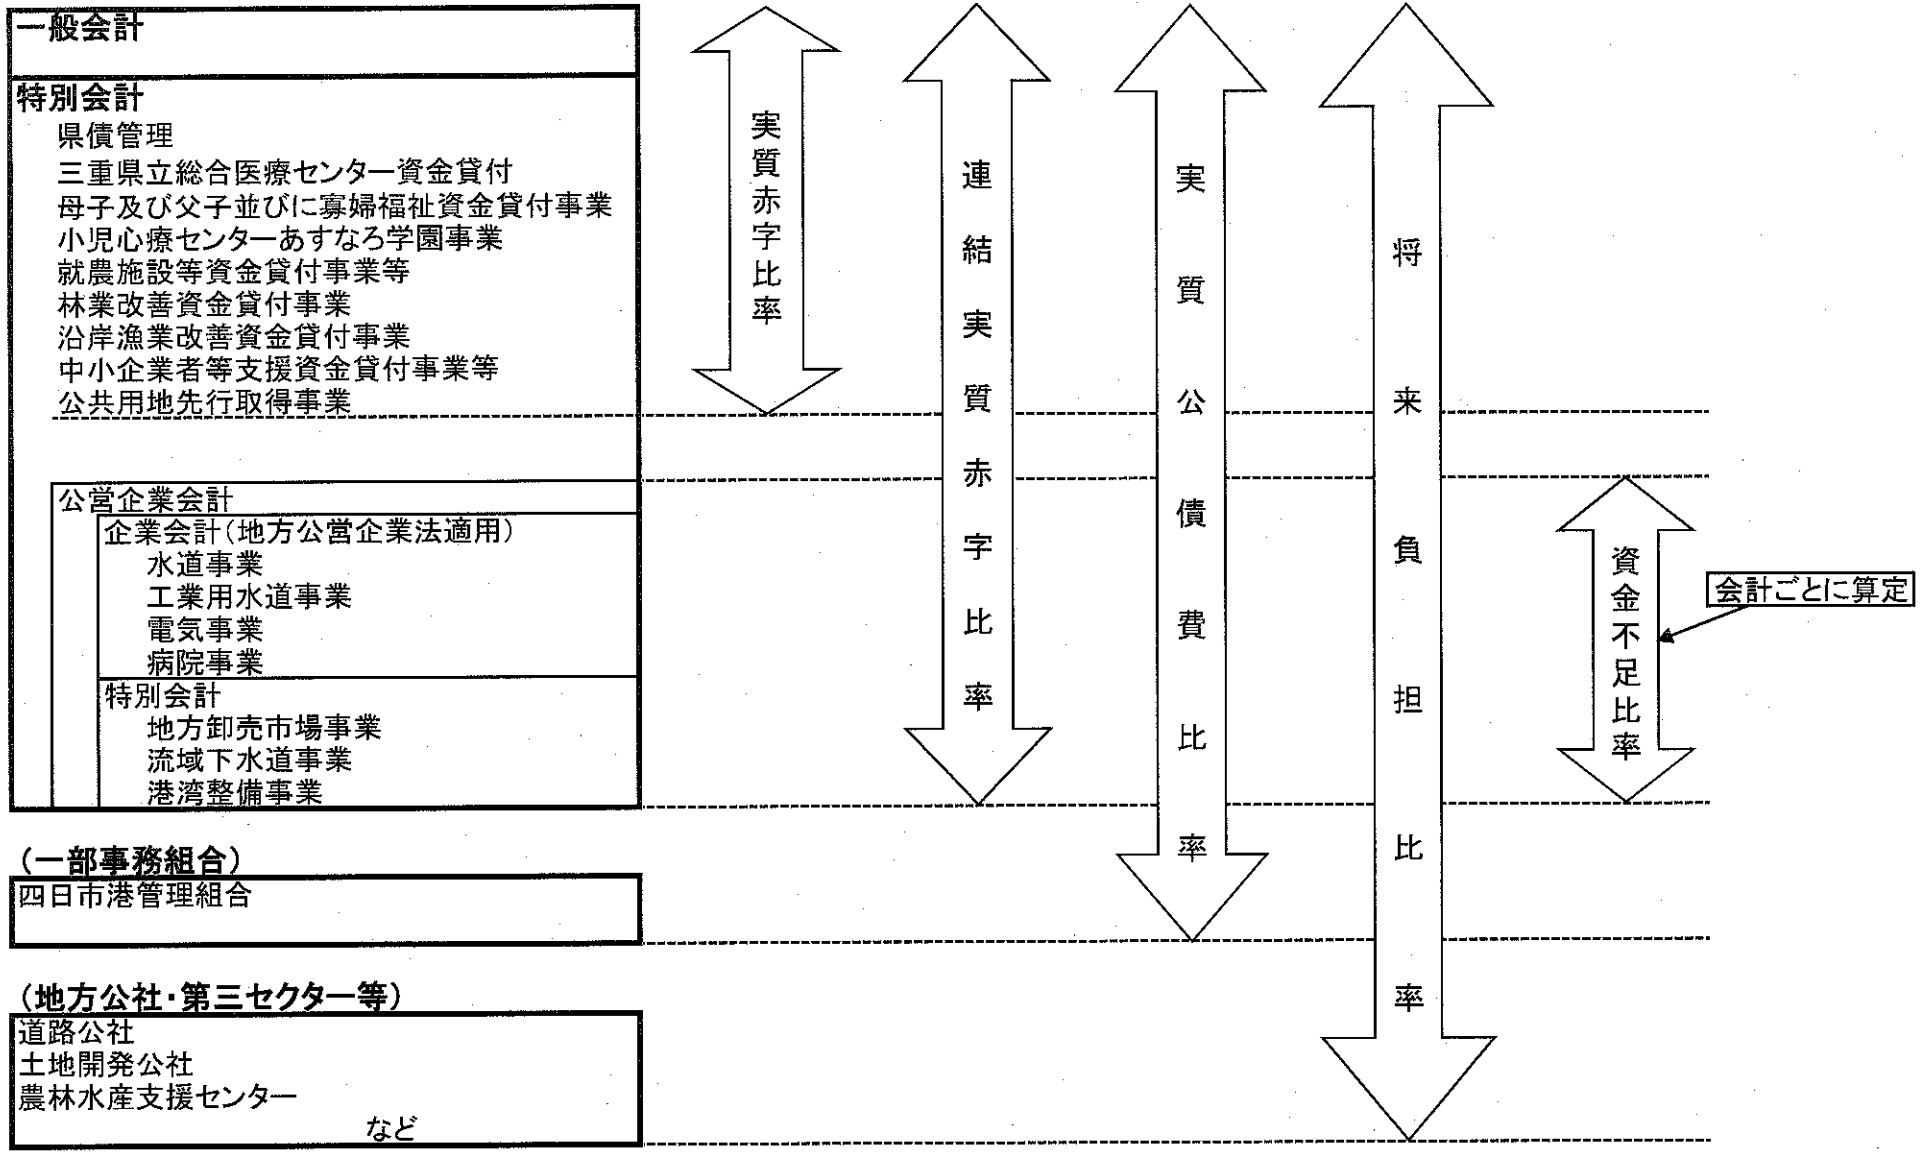 一般会計
特別会計
県債管理
三重県立総合医療センター資金貸付
母子及び父子並びに寡婦福祉資金貸付事業
小児心療センターあすなろ学園事業
就農施設等資金貸付事業等
林業改善資金貸付事業
沿岸漁業改善資金貸付事業
中小企業者等支援資金貸付事業等
公共用地先行取得事業
公営企業会計
企業会計(地方公営企業法適用)
水道事業
工業用水道事業
電気事業
病院事業
特別会計
地方卸売市場事業
流域下水道事業
港湾整備事業
(一部事務組合)
四日市港管理組合
(地方公社・第三セクター等)
道路公社
土地開発公社
農林水産支援センター
など
実質赤字比率
連結実質赤字比率
実質公債費比率
将来負担比率
資金不足比率
会計ごとに算定